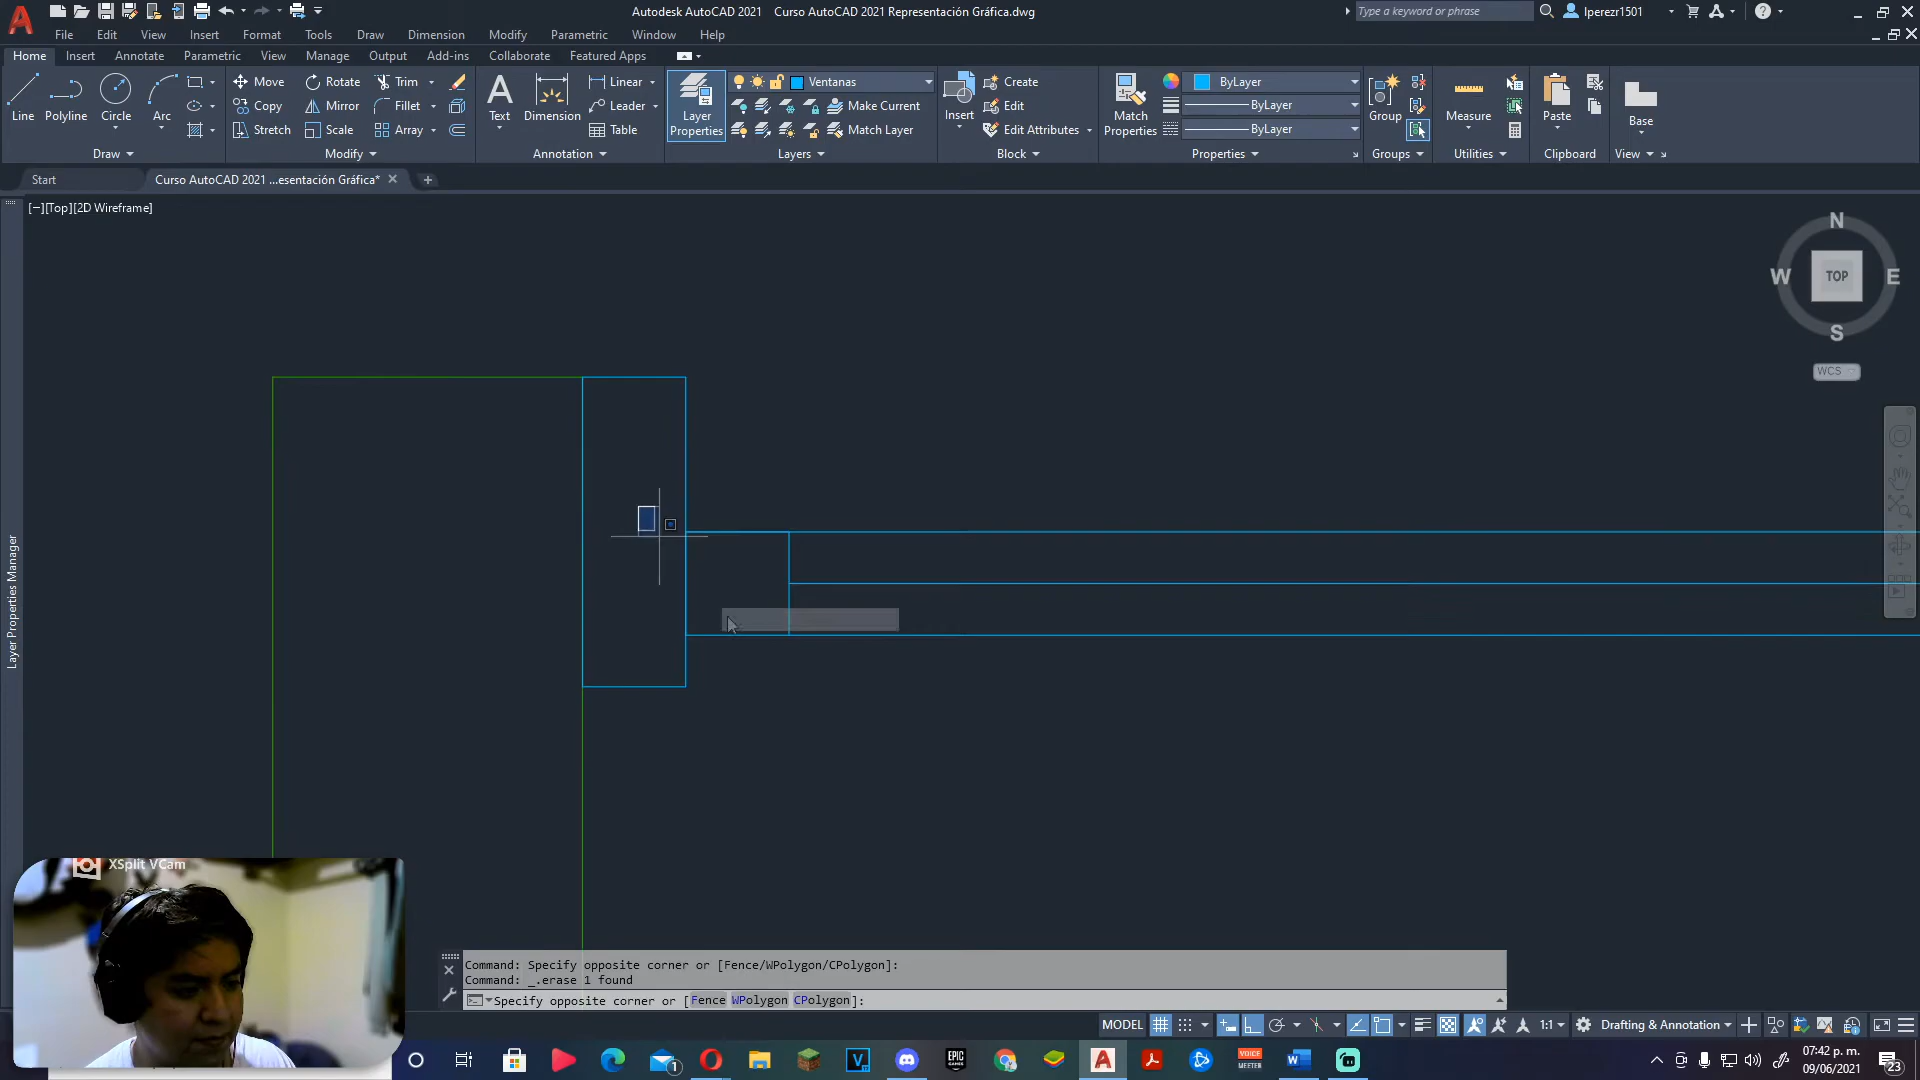 Autodesk AutoCAD 2021 Curso AutoCAD 2021 Representación Gráfica.dwg
Type a keyword or phrase
lperezr1501
File Edit View Insert Format Tools Draw Dimension Modify Parametric Window Help
Home Insert Annotate Parametric View Manage Output Add-ins Collaborate Featured Apps
Line Polyline Circle Arc
Move Rotate Trim
Copy Mirror Fillet
Stretch Scale Array
Text Dimension
Linear
Leader
Table
Layer Properties
Ventanas
Make Current
Match Layer
Insert
Create
Edit
Edit Attributes
Match Properties
ByLayer
ByLayer
ByLayer
Group
Measure
Paste
Base
Draw Modify Annotation Layers Block Properties Groups Utilities Clipboard View
Start
Curso AutoCAD 2021 ...esentación Gráfica*
[−][Top][2D Wireframe]
N
W TOP E
S
WCS
Layer Properties Manager
XSplit VCam
Command: Specify opposite corner or [Fence/WPolygon/CPolygon]:
Command: _.erase 1 found
Specify opposite corner or [Fence WPolygon CPolygon]:
MODEL
1:1
Drafting & Annotation
1
EPIC GAMES
VOICE MEETER
07:42 p. m.
09/06/2021
23